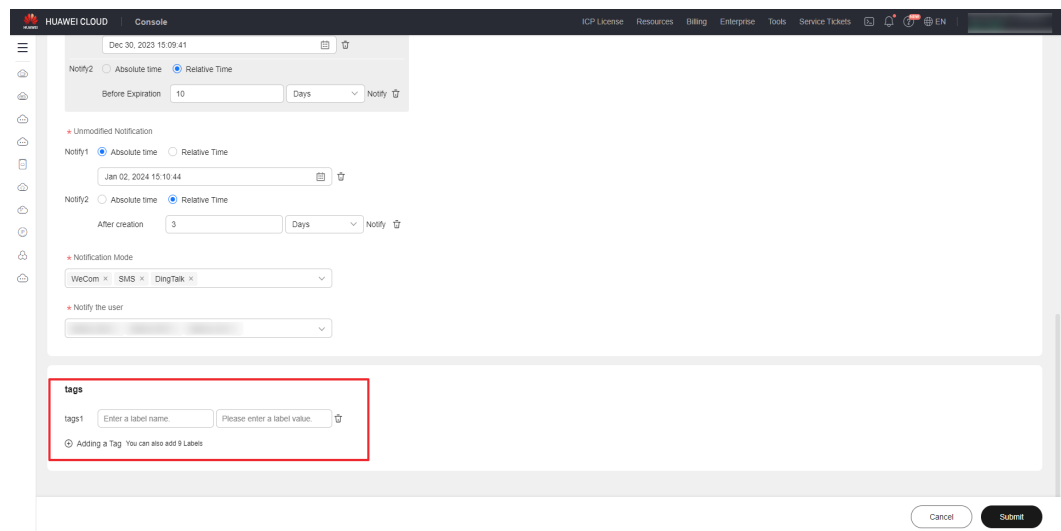 HUAWEI HUAWEI CLOUD Console ICP License Resources Billing Enterprise Tools Service Tickets NEW EN
Dec 30, 2023 15:09:41
Notify2 Absolute time Relative Time
Before Expiration 10 Days Notify
* Unmodified Notification
Notify1 Absolute time Relative Time
Jan 02, 2024 15:10:44
Notify2 Absolute time Relative Time
After creation 3 Days Notify
* Notification Mode
WeCom × SMS × DingTalk ×
* Notify the user
tags
tags1 Enter a label name. Please enter a label value.
Adding a Tag You can also add 9 Labels
Cancel Submit